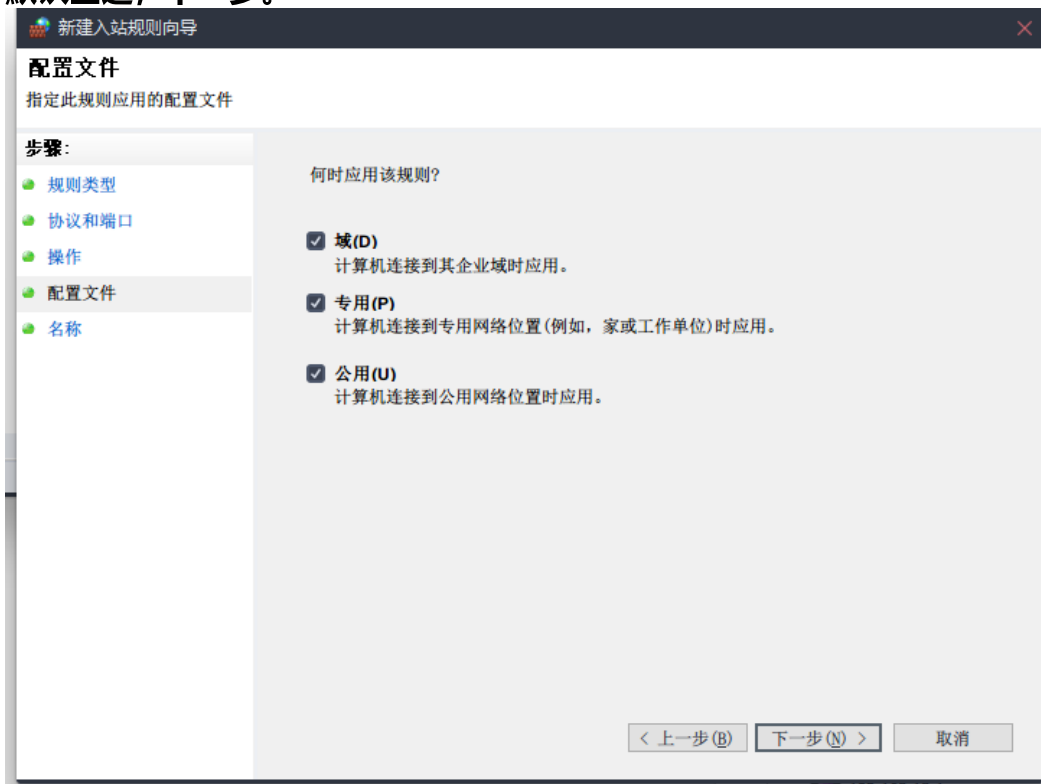 新建入站规则向导
配置文件
指定此规则应用的配置文件
步骤:
规则类型
协议和端口
操作
配置文件
名称
何时应用该规则?
域(D)
计算机连接到其企业域时应用。
专用(P)
计算机连接到专用网络位置(例如，家或工作单位)时应用。
公用(U)
计算机连接到公用网络位置时应用。
< 上一步(B)
下一步(N) >
取消